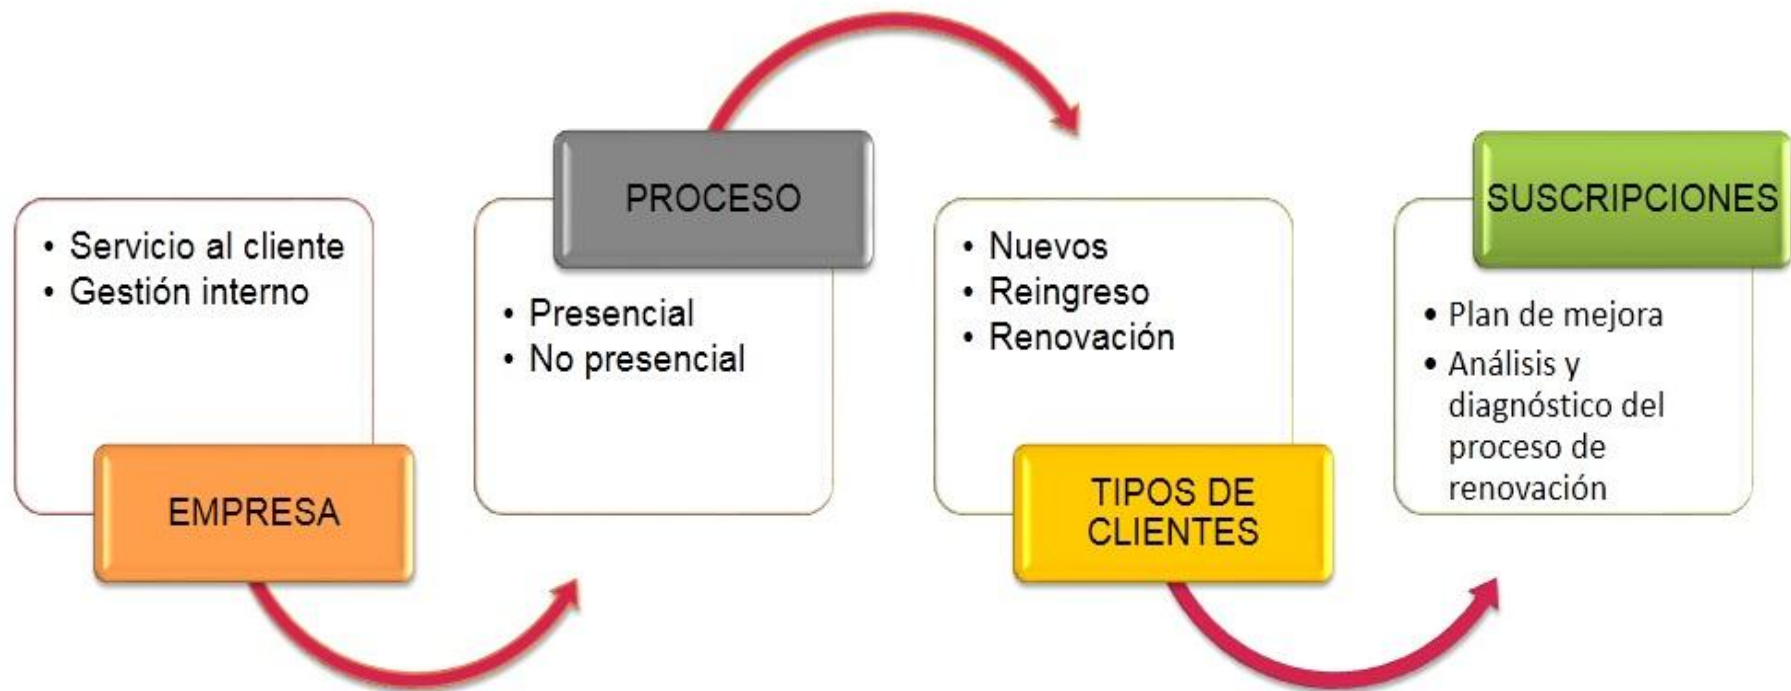 • Servicio al cliente
• Gestión interno
EMPRESA
PROCESO
• Presencial
• No presencial
• Nuevos
• Reingreso
• Renovación
TIPOS DE
CLIENTES
SUSCRIPCIONES
• Plan de mejora
• Análisis y
diagnóstico del
proceso de
renovación